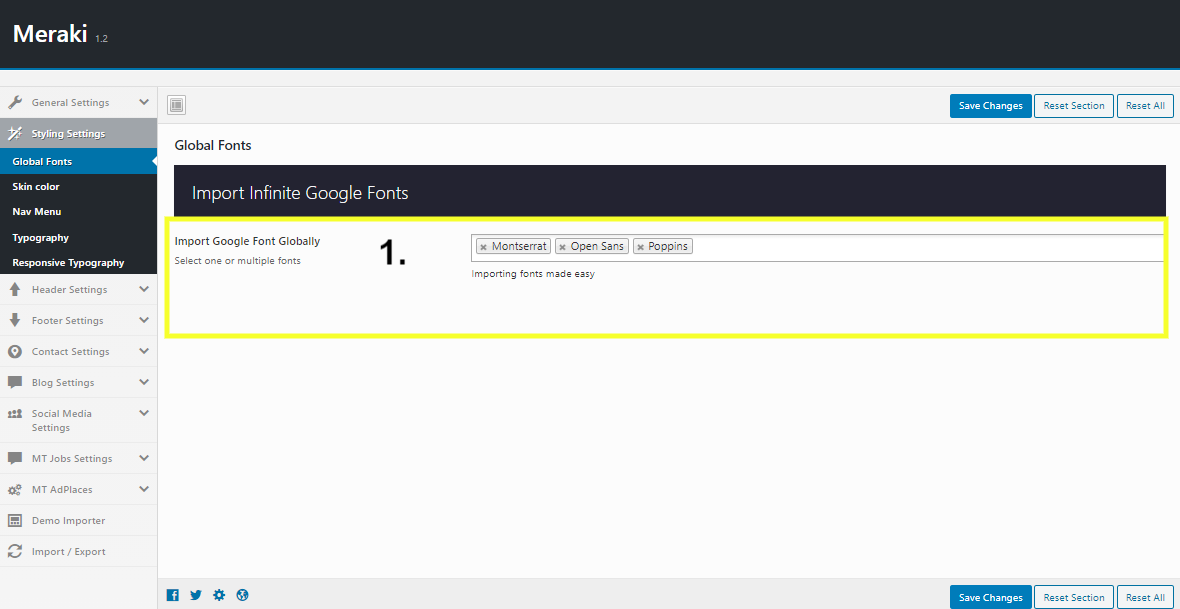 Meraki 1.2
General Settings
Styling Settings
Global Fonts
Skin color
Nav Menu
Typography
Responsive Typography
Header Settings
Footer Settings
Contact Settings
Blog Settings
Social Media
Settings
MT Jobs Settings
MT AdPlaces
Demo Importer
Import / Export
Save Changes Reset Section Reset All
Global Fonts
Import Infinite Google Fonts
Import Google Font Globally
Select one or multiple fonts
1.
× Montserrat × Open Sans × Poppins
Importing fonts made easy
Save Changes Reset Section Reset All